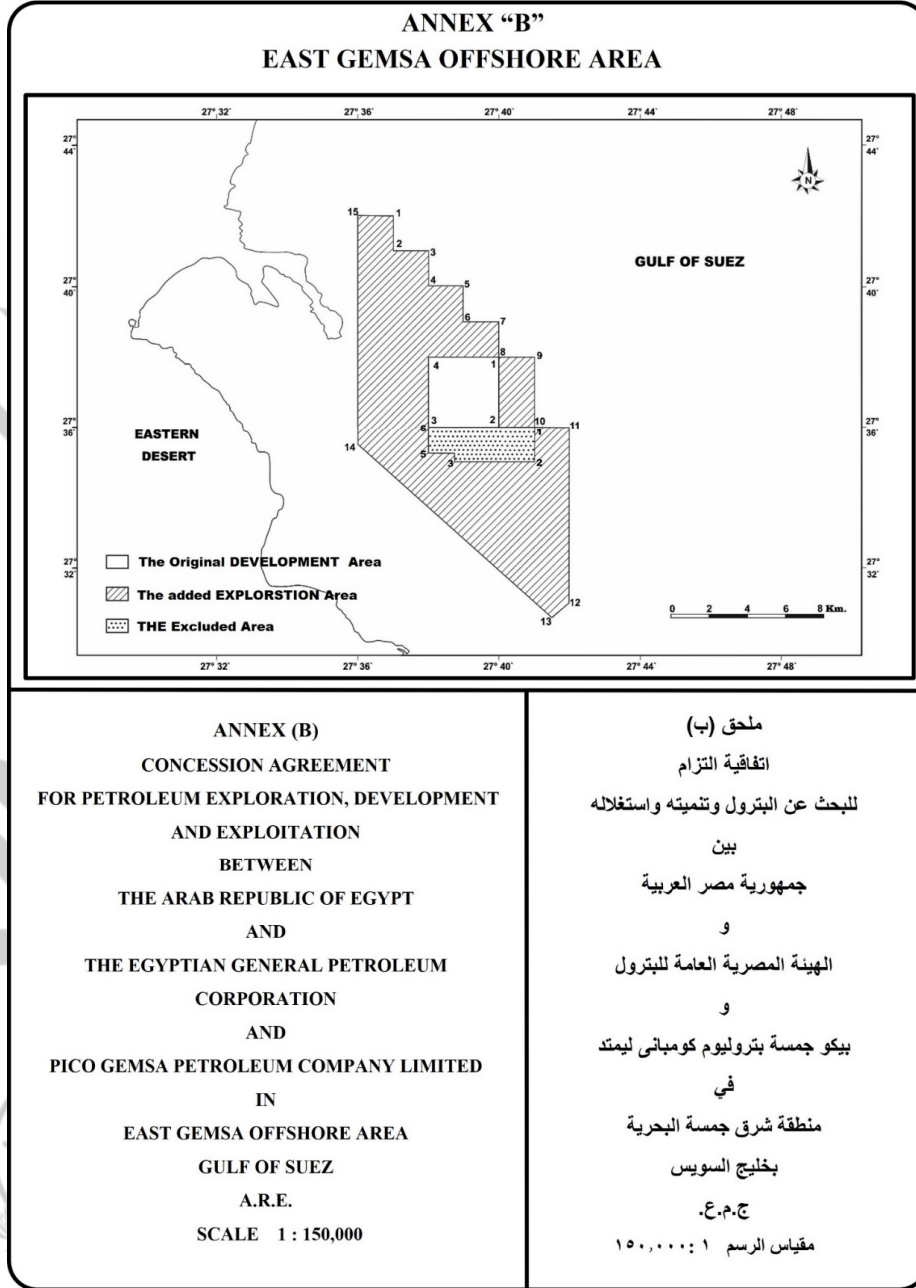 ANNEX “B”
EAST GEMSA OFFSHORE AREA
27° 32` 27° 36` 27° 40` 27° 44` 27° 48`
27° 44`
27° 44`
N
15 1
2 3
GULF OF SUEZ
27° 40`
4 5
27° 40`
6 7
8 9
4 1
3 2 10 11
27° 36`
27° 36`
6 1
EASTERN
DESERT
14 5 3 2
27° 32`
The Original DEVELOPMENT Area
27° 32`
The added EXPLORSTION Area
12
0 2 4 6 8 Km.
13
THE Excluded Area
27° 32` 27° 36` 27° 40` 27° 44` 27° 48`
ANNEX (B)
CONCESSION AGREEMENT
FOR PETROLEUM EXPLORATION, DEVELOPMENT
AND EXPLOITATION
BETWEEN
THE ARAB REPUBLIC OF EGYPT
AND
THE EGYPTIAN GENERAL PETROLEUM
CORPORATION
AND
PICO GEMSA PETROLEUM COMPANY LIMITED
IN
EAST GEMSA OFFSHORE AREA
GULF OF SUEZ
A.R.E.
SCALE 1 : 150,000
ملحق (ب)
اتفاقية التزام
للبحث عن البترول وتنميته واستغلاله
بين
جمهورية مصر العربية
و
الهيئة المصرية العامة للبترول
و
بيكو جمسة بتروليوم كومبانى ليمتد
في
منطقة شرق جمسة البحرية
بخليج السويس
ج.م.ع.
مقياس الرسم ١ : ١٥٠,٠٠٠